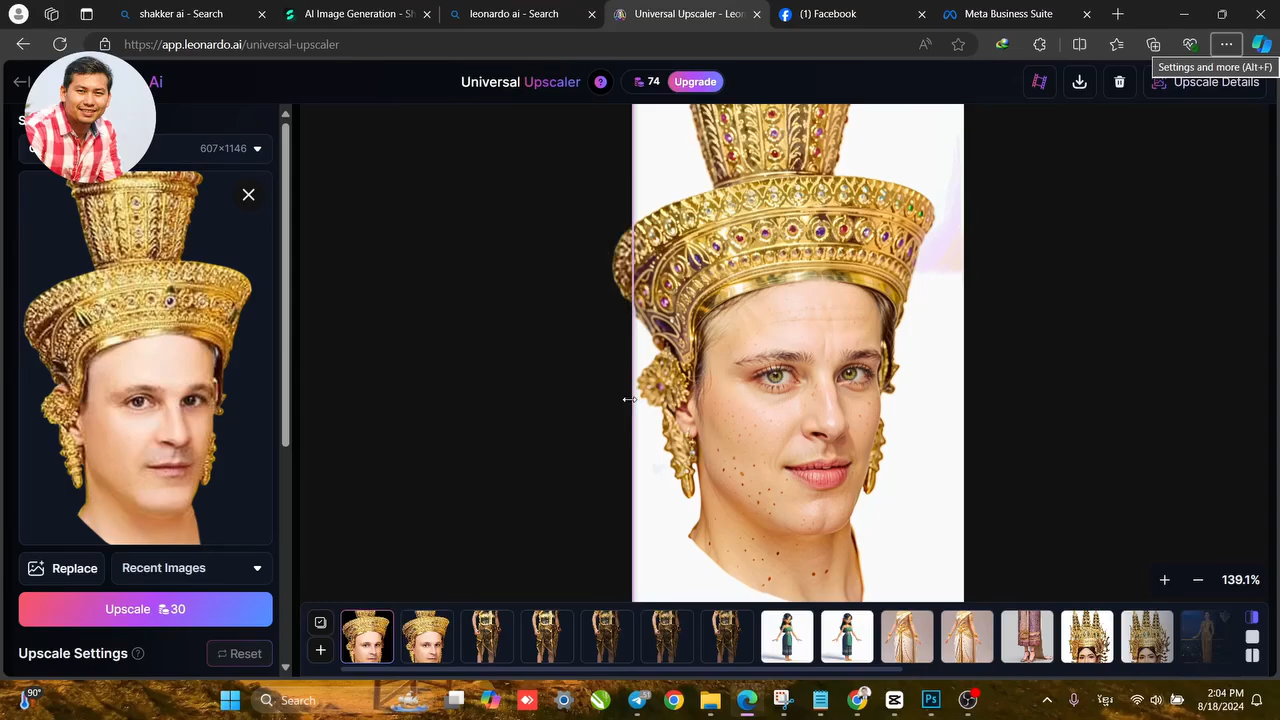 shakker ai - Search
AI Image Generation - Sh
leonardo ai - Search
Universal Upscaler - Leon
(1) Facebook
Meta Business Suite
https://app.leonardo.ai/universal-upscaler
Settings and more (Alt+F)
Ai
Universal Upscaler
?
74
Upgrade
Upscale Details
607×1146
Replace
Recent Images
Upscale 30
Upscale Settings
Reset
139.1%
90°
Search
Ps
2:04 PM
8/18/2024